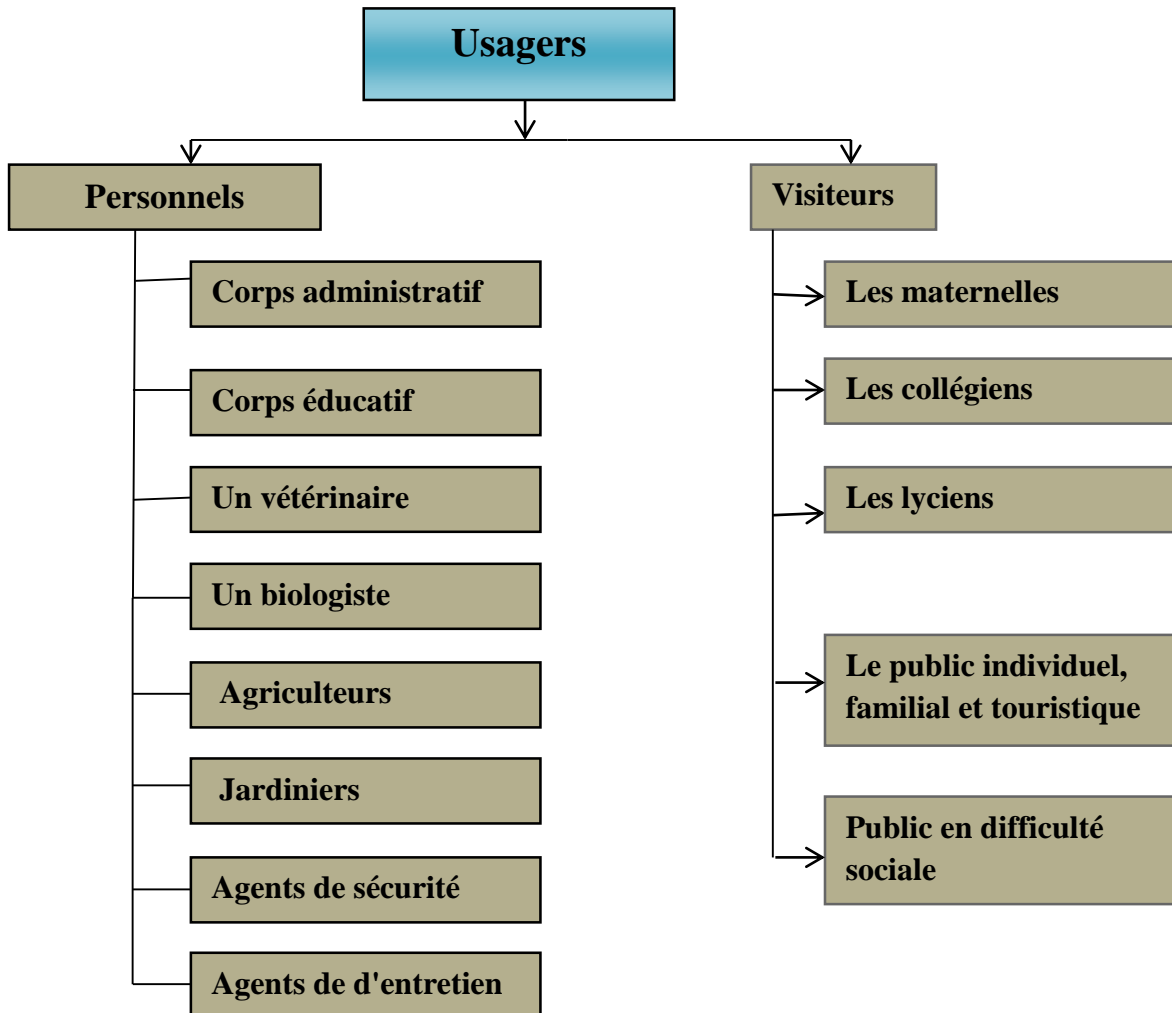 Usagers
Personnels
Corps administratif
Corps éducatif
Un vétérinaire
Un biologiste
Agriculteurs
Jardiniers
Agents de sécurité
Agents de d'entretien
Visiteurs
Les maternelles
Les collégiens
Les lyciens
Le public individuel,
familial et touristique
Public en difficulté
sociale